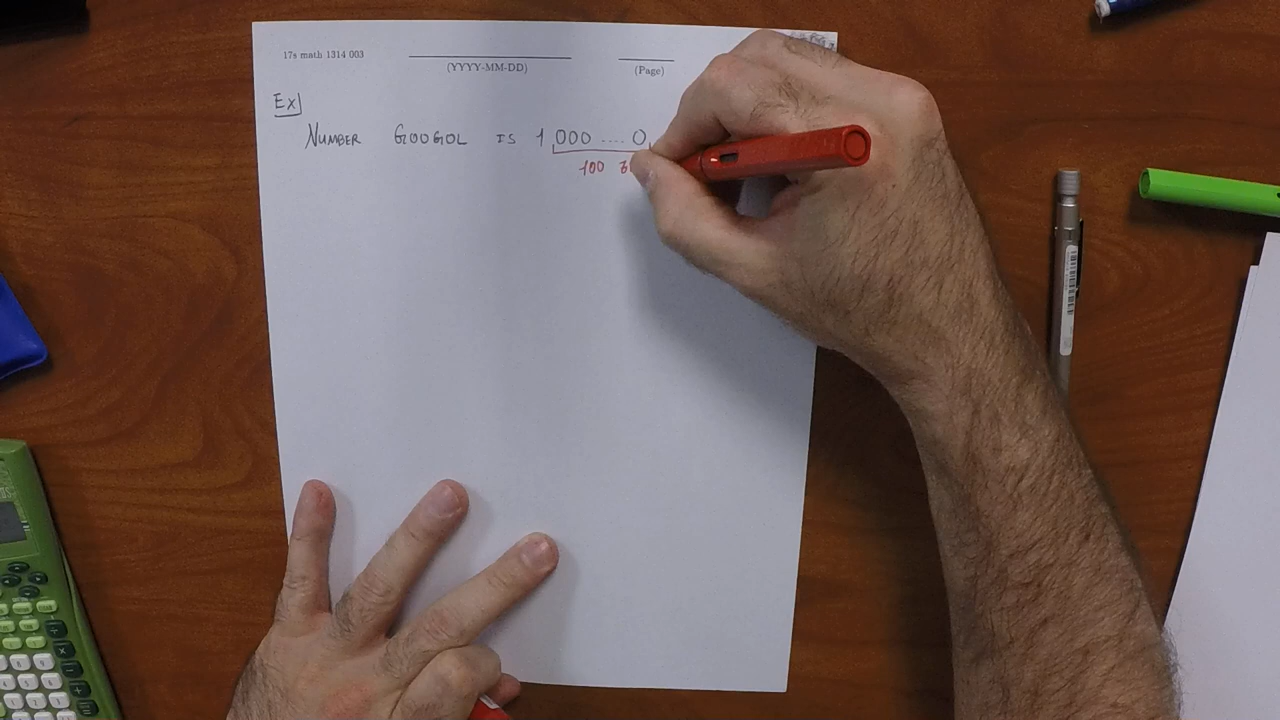 17s math 1314 003
(YYYY-MM-DD)
(Page)
Ex
NUMBER GOOGOL IS 1 000 .... 0
100